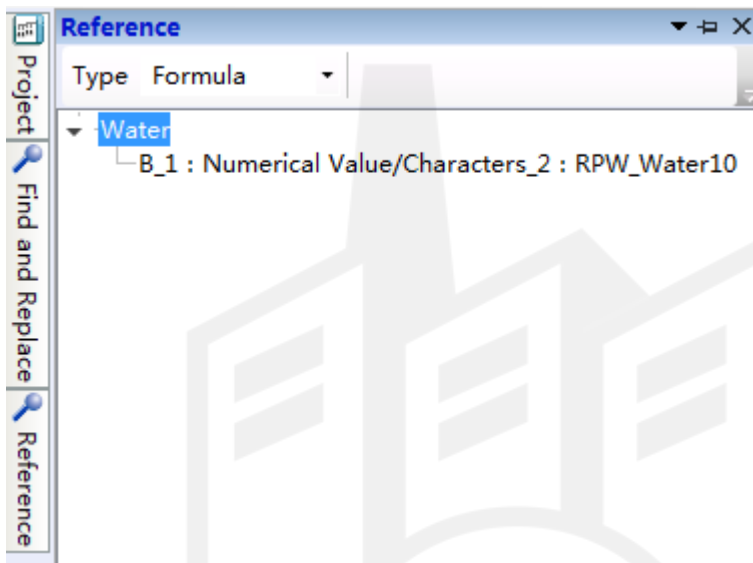 Project
Find and Replace
Reference
Reference
Type Formula
Water
B_1 : Numerical Value/Characters_2 : RPW_Water10